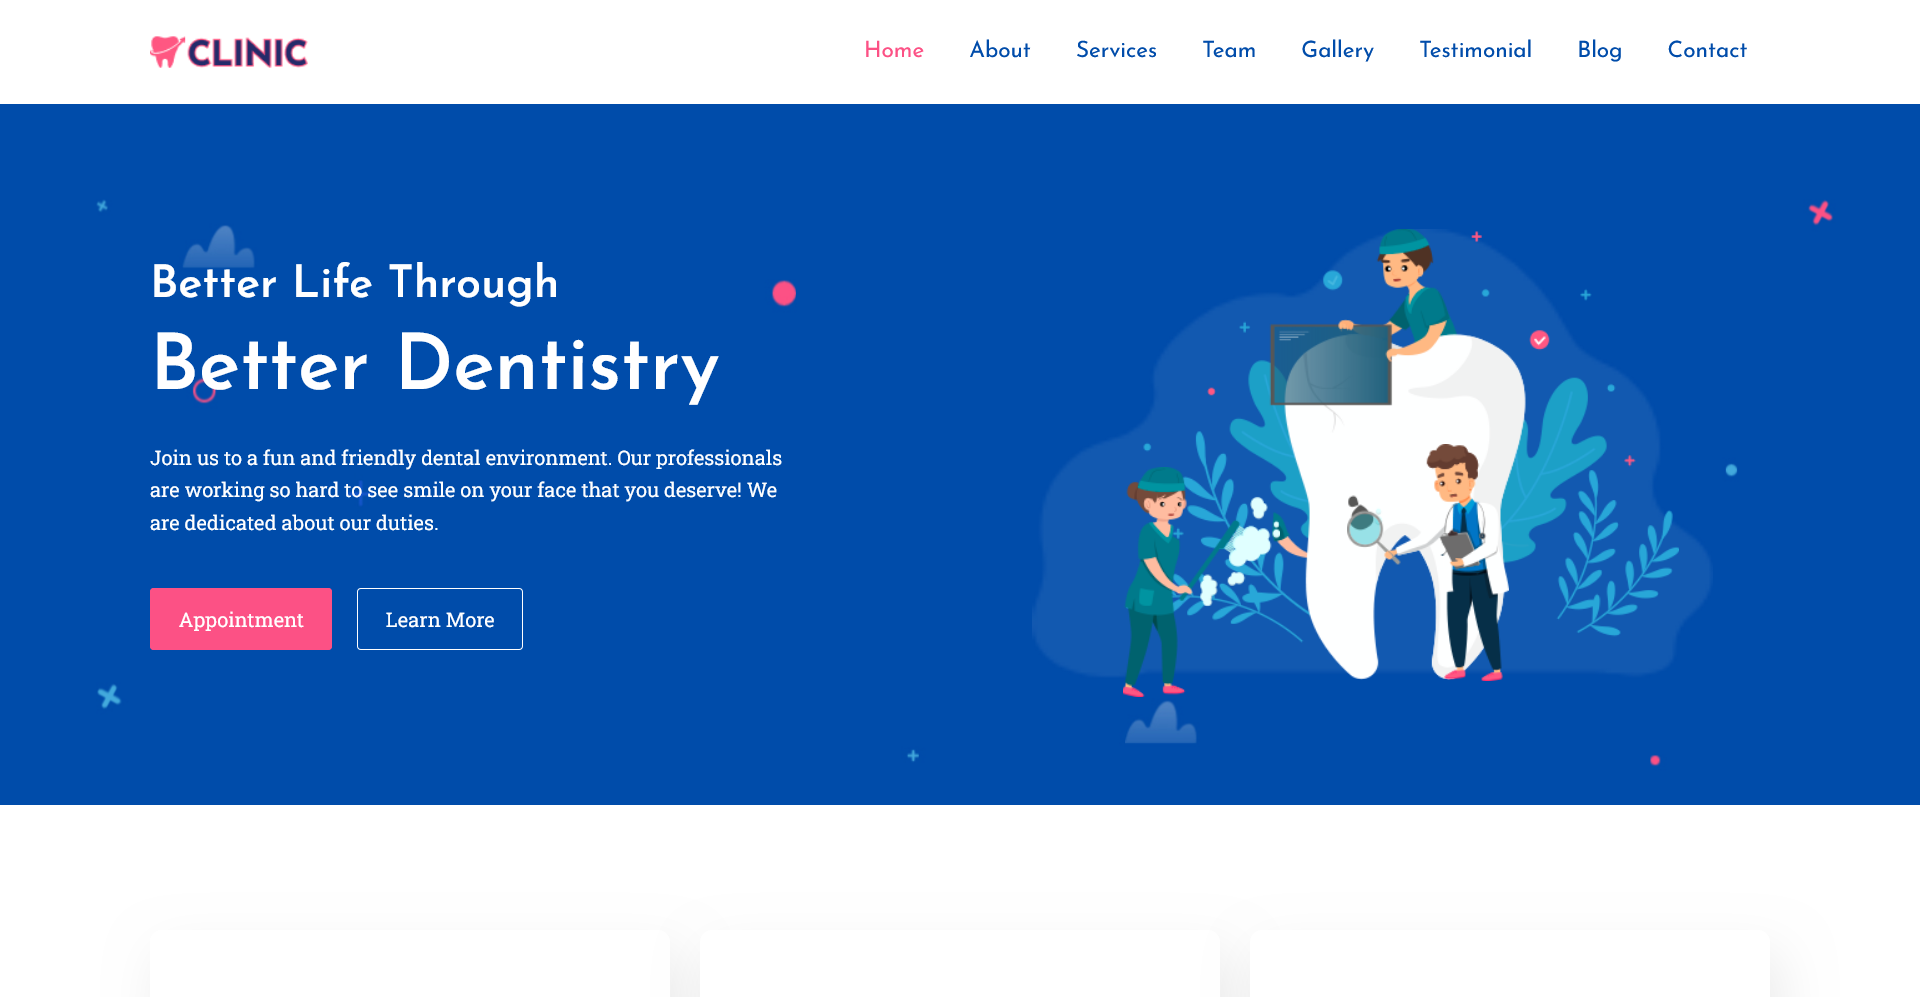 CLINIC
Home About Services Team Gallery Testimonial Blog Contact
Better Life Through
Better Dentistry
Join us to a fun and friendly dental environment. Our professionals
are working so hard to see smile on your face that you deserve! We
are dedicated about our duties.
Appointment Learn More